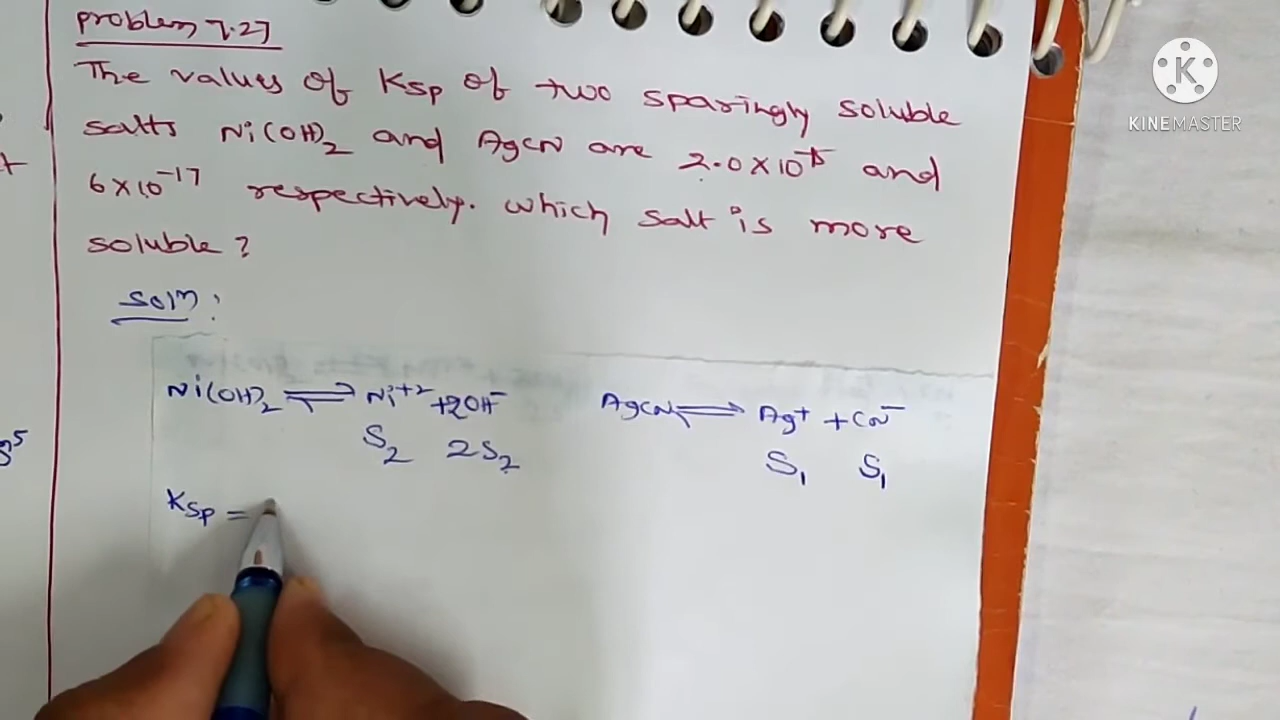 problem 7.27
The values of Ksp of two sparingly soluble
salts Ni(OH)₂ and AgCN are 2.0×10⁻¹⁵ and
6×10⁻¹⁷ respectively. which salt is more
soluble?
Soln:
Ni(OH)₂ ⇌ Ni⁺² + 2OH⁻
AgCN ⇌ Ag⁺ + CN⁻
S₂ 2S₂
S₁ S₁
Ksp =
KINEMASTER